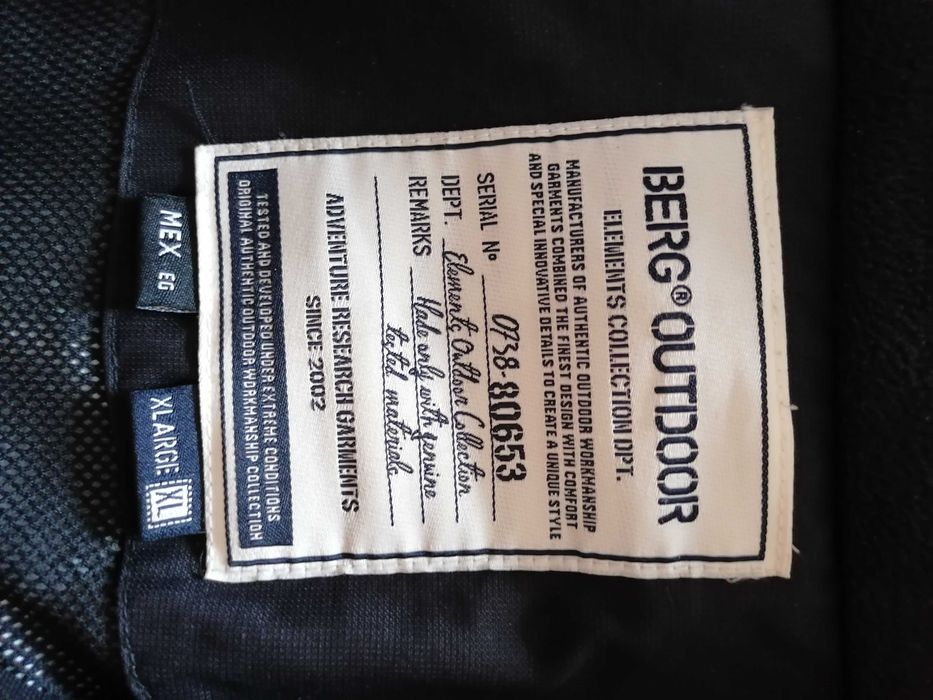 BERG® OUTDOOR
ELEMENTS COLLECTION DPT.
MANUFACTURERS OF AUTHENTIC OUTDOOR WORKMANSHIP
GARMENTS COMBINED THE FINEST DESIGN WITH COMFORT
AND SPECIAL INNOVATIVE DETAILS TO CREATE A UNIQUE STYLE
SERIAL Nº 0738-80653
DEPT. Elements Outdoor Collection
REMARKS Made only with genuine
tested materials
ADVENTURE RESEARCH GARMENTS
SINCE 2002
TESTED AND DEVELOPED UNDER EXTREME CONDITIONS
ORIGINAL AUTHENTIC OUTDOOR WORKMANSHIP COLLECTION
MEX EG
XLARGE XL